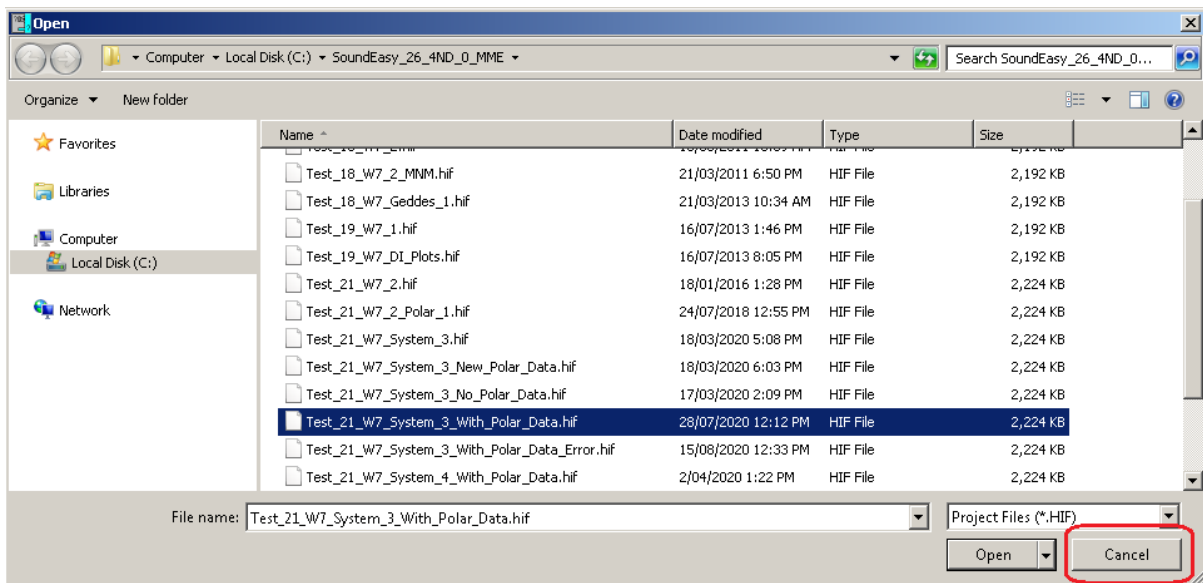 Open
Computer Local Disk (C:) SoundEasy_26_4ND_0_MME Search SoundEasy_26_4ND_0...
Organize New folder
Favorites
Libraries
Computer
Local Disk (C:)
Network
Name Date modified Type Size
Test_18_W7_2_MNM.hif 21/03/2011 6:50 PM HIF File 2,192 KB
Test_18_W7_Geddes_1.hif 21/03/2013 10:34 AM HIF File 2,192 KB
Test_19_W7_1.hif 16/07/2013 1:46 PM HIF File 2,192 KB
Test_19_W7_DI_Plots.hif 16/07/2013 8:05 PM HIF File 2,192 KB
Test_21_W7_2.hif 18/01/2016 1:28 PM HIF File 2,224 KB
Test_21_W7_2_Polar_1.hif 24/07/2018 12:55 PM HIF File 2,224 KB
Test_21_W7_System_3.hif 18/03/2020 5:08 PM HIF File 2,224 KB
Test_21_W7_System_3_New_Polar_Data.hif 18/03/2020 6:03 PM HIF File 2,224 KB
Test_21_W7_System_3_No_Polar_Data.hif 17/03/2020 2:09 PM HIF File 2,224 KB
Test_21_W7_System_3_With_Polar_Data.hif 28/07/2020 12:12 PM HIF File 2,224 KB
Test_21_W7_System_3_With_Polar_Data_Error.hif 15/08/2020 12:33 PM HIF File 2,224 KB
Test_21_W7_System_4_With_Polar_Data.hif 2/04/2020 1:22 PM HIF File 2,224 KB
File name: Test_21_W7_System_3_With_Polar_Data.hif Project Files (*.HIF)
Open Cancel